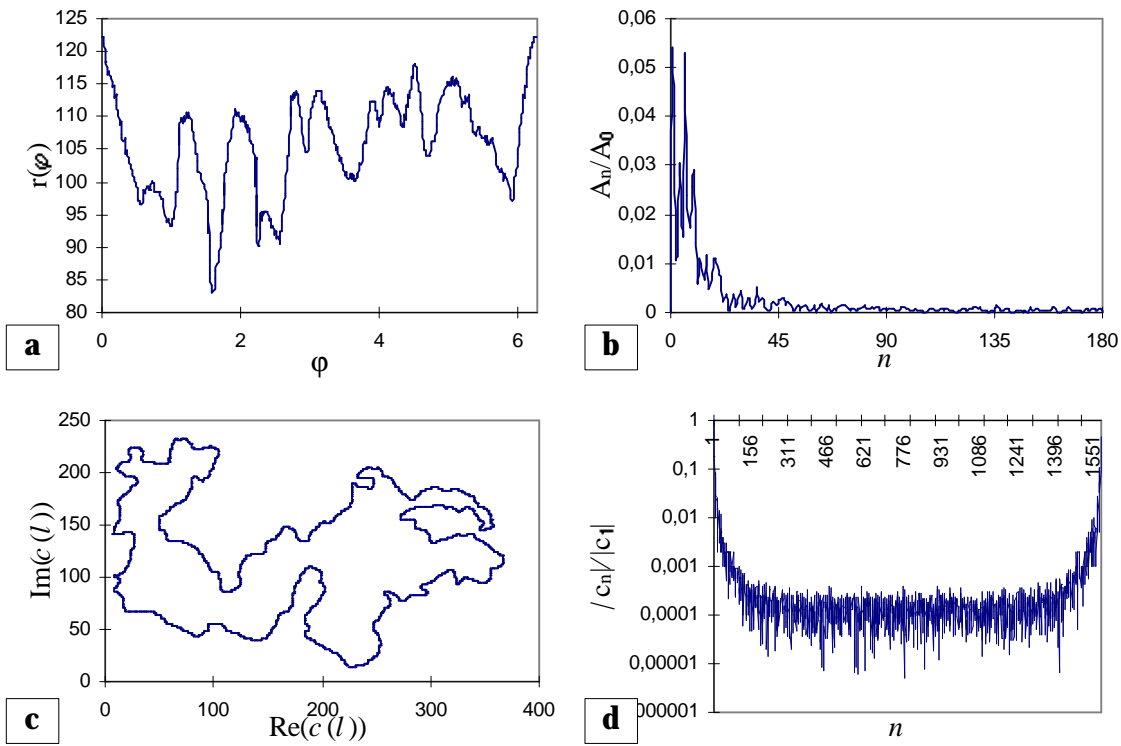 125
120
115
110
105
100
95
90
85
80
r(φ)
0 2 4 6
φ
a
0,06
0,05
0,04
0,03
0,02
0,01
0
An/A0
0 45 90 135 180
n
b
250
200
150
100
50
0
Im(c(l))
0 100 200 300 400
Re(c(l))
c
1
0,1
0,01
0,001
0,0001
0,00001
000001
/cn|/|c1|
1 156 311 466 621 776 931 1086 1241 1396 1551
n
d